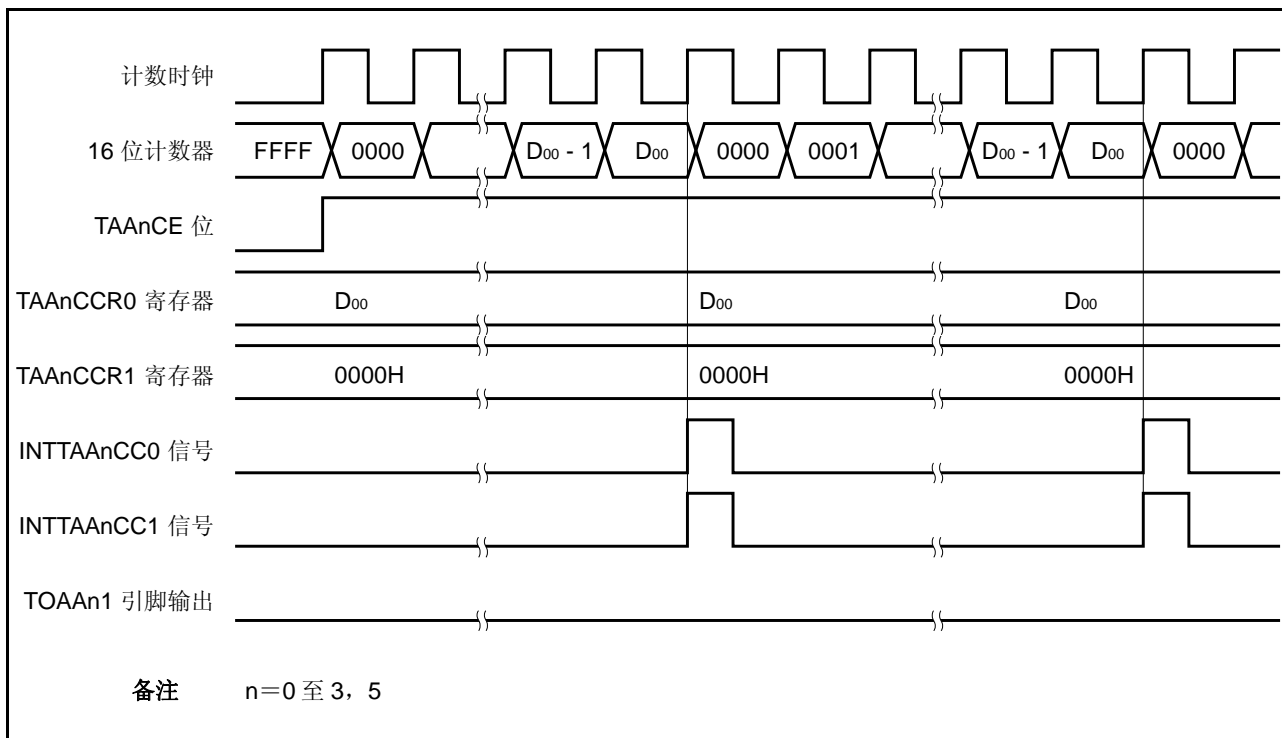 计数时钟
16 位计数器 FFFF 0000 D00 - 1 D00 0000 0001 D00 - 1 D00 0000
TAAnCE 位
TAAnCCR0 寄存器 D00 D00 D00
TAAnCCR1 寄存器 0000H 0000H 0000H
INTTAAnCC0 信号
INTTAAnCC1 信号
TOAAn1 引脚输出
备注 n＝0 至 3，5